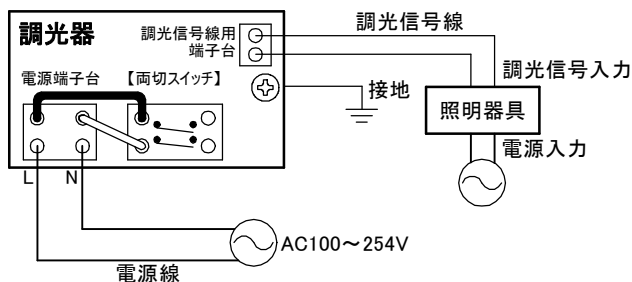 調光器
調光信号線用
端子台
調光信号線
電源端子台
【両切スイッチ】
接地
調光信号入力
照明器具
電源入力
L
N
AC100～254V
電源線